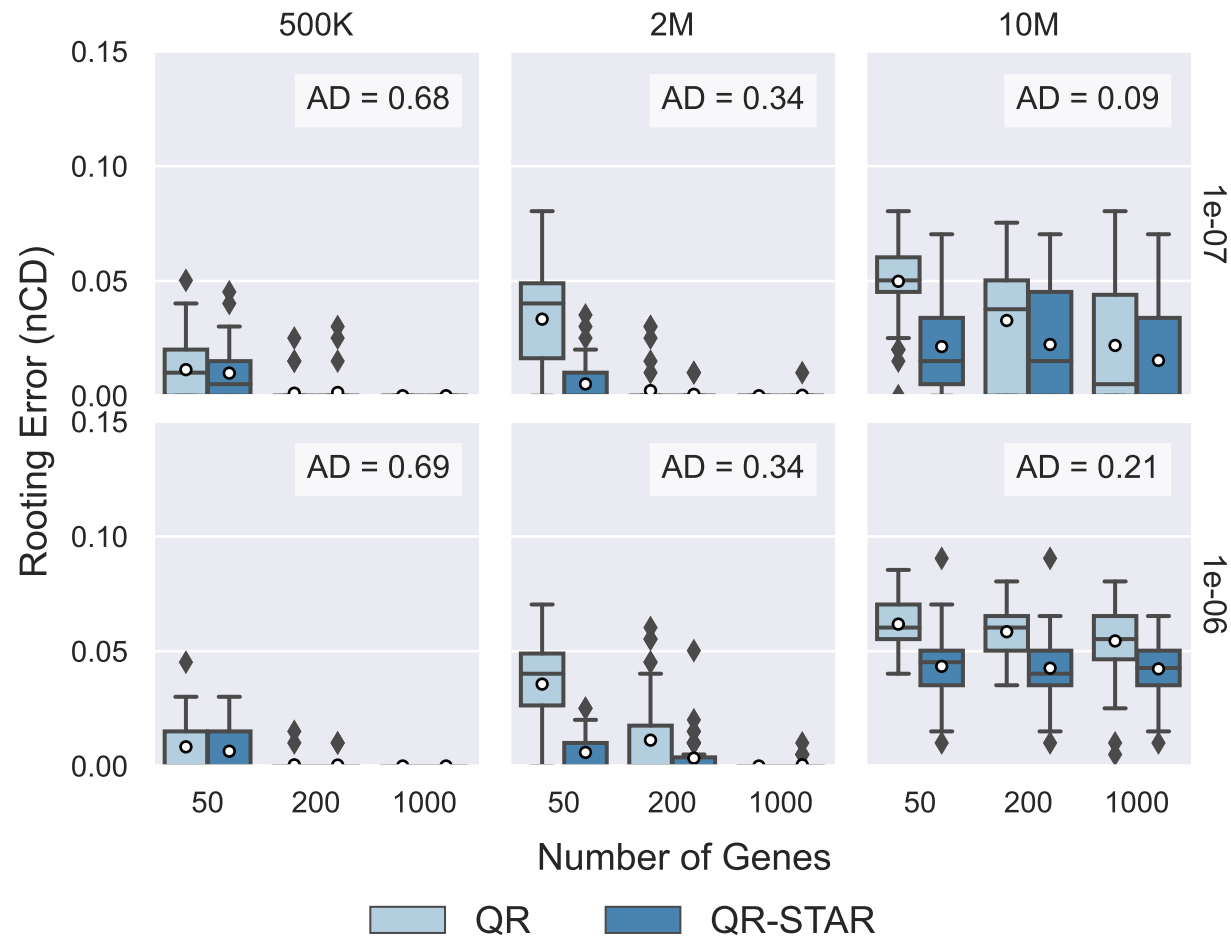 500K 2M 10M
0.15
AD = 0.68 AD = 0.34 AD = 0.09
0.10
1e-07
0.05
0.00
Rooting Error (nCD)
0.15
AD = 0.69 AD = 0.34 AD = 0.21
0.10
1e-06
0.05
0.00
50 200 1000 50 200 1000 50 200 1000
Number of Genes
QR QR-STAR